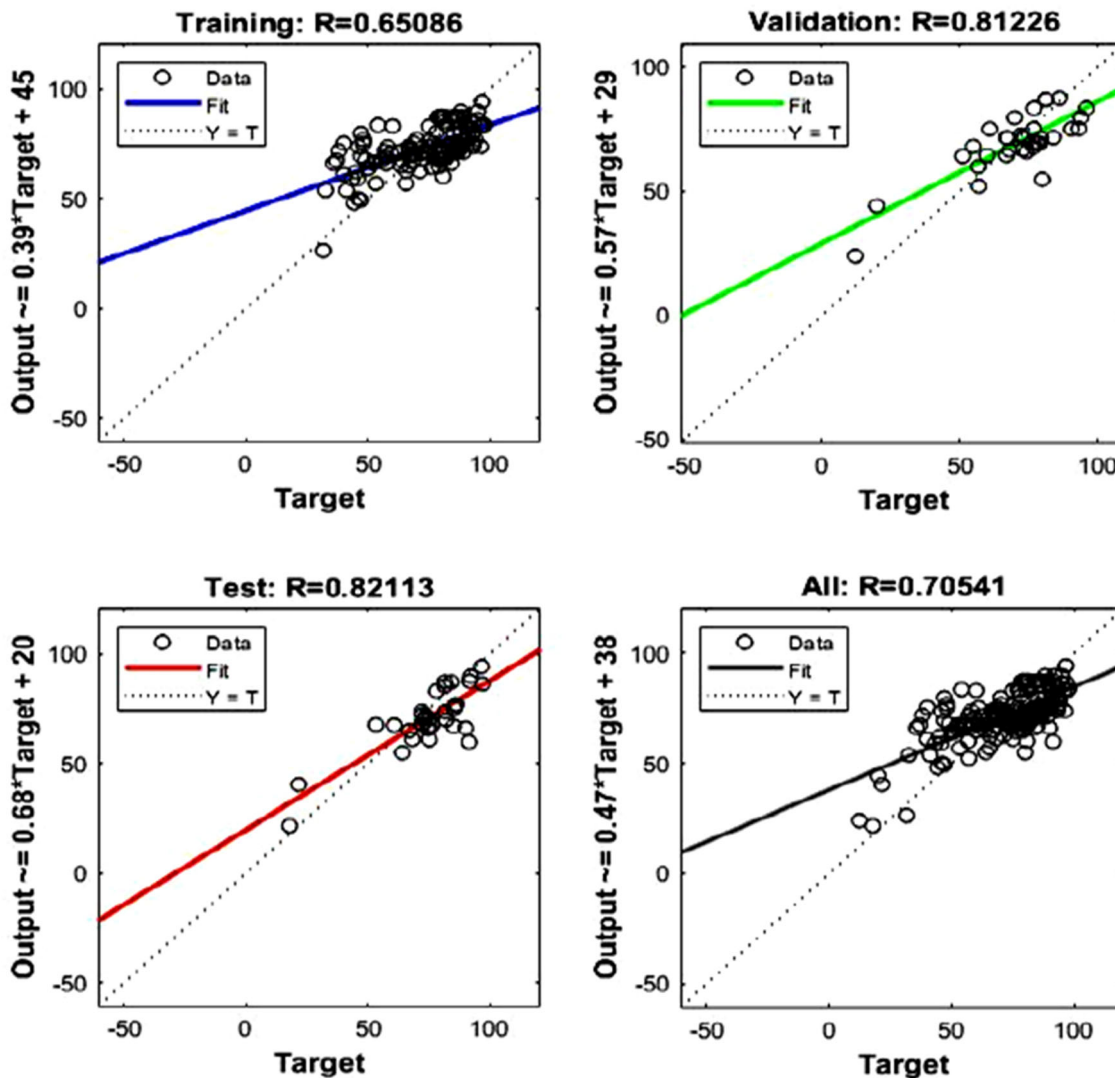 Training: R=0.65086
Output ~= 0.39*Target + 45
100
50
0
-50
Data
Fit
Y = T
-50 0 50 100
Target
Validation: R=0.81226
Output ~= 0.57*Target + 29
100
50
0
-50
Data
Fit
Y = T
-50 0 50 100
Target
Test: R=0.82113
Output ~= 0.68*Target + 20
100
50
0
-50
Data
Fit
Y = T
-50 0 50 100
Target
All: R=0.70541
Output ~= 0.47*Target + 38
100
50
0
-50
Data
Fit
Y = T
-50 0 50 100
Target